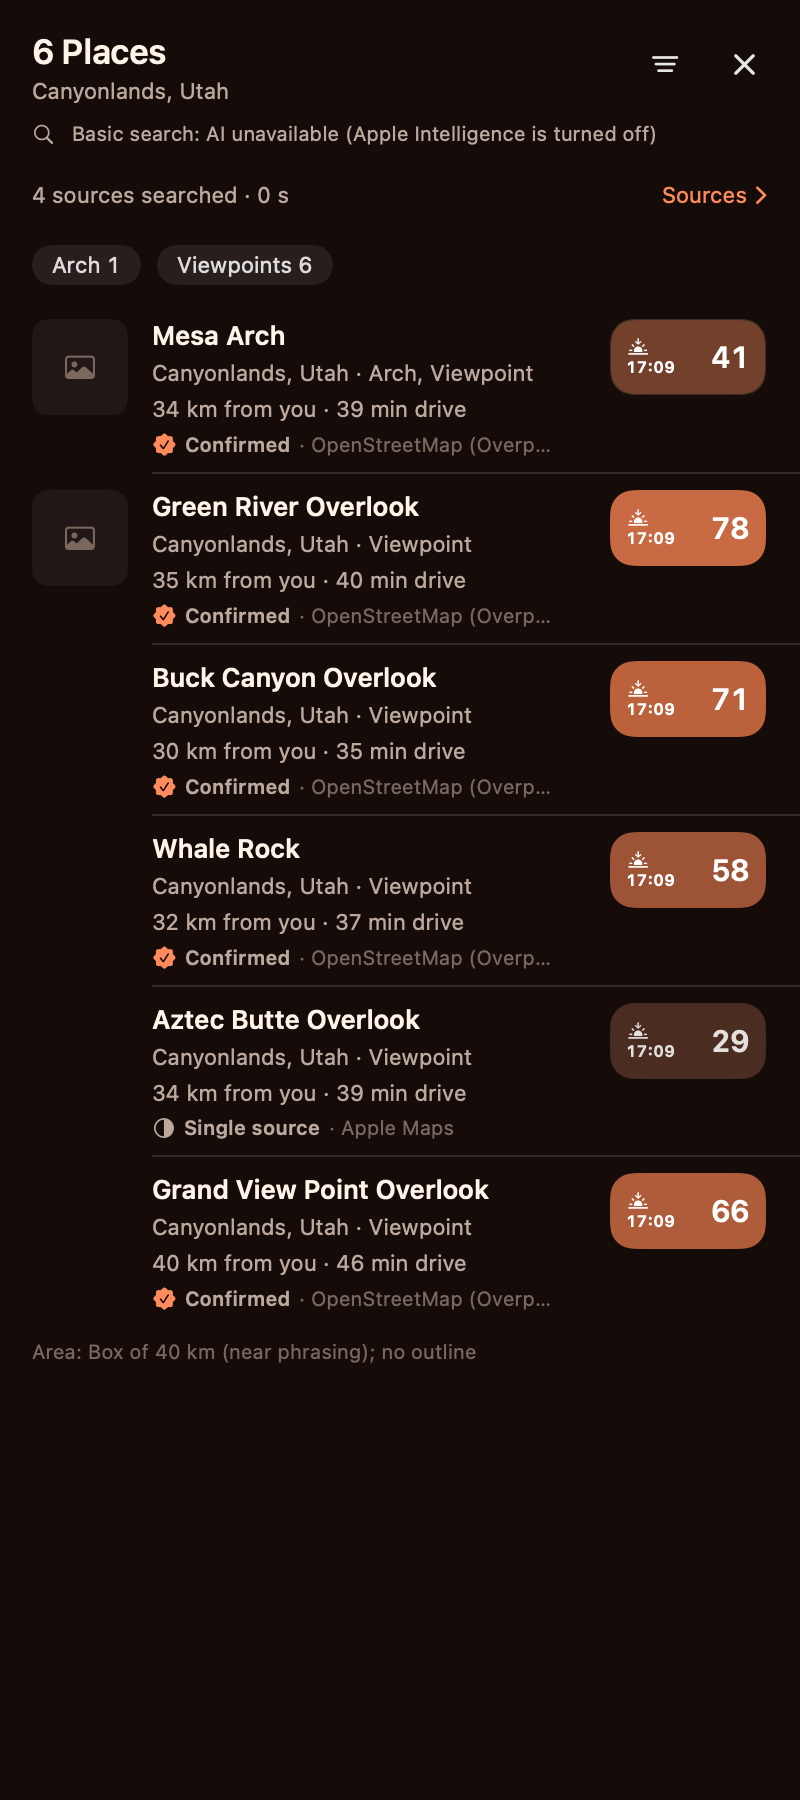 6 Places
Canyonlands, Utah
Basic search: AI unavailable (Apple Intelligence is turned off)
4 sources searched · 0 s
Sources
Arch 1
Viewpoints 6
Mesa Arch
Canyonlands, Utah · Arch, Viewpoint
34 km from you · 39 min drive
Confirmed · OpenStreetMap (Overp...
17:09
41
Green River Overlook
Canyonlands, Utah · Viewpoint
35 km from you · 40 min drive
Confirmed · OpenStreetMap (Overp...
17:09
78
Buck Canyon Overlook
Canyonlands, Utah · Viewpoint
30 km from you · 35 min drive
Confirmed · OpenStreetMap (Overp...
17:09
71
Whale Rock
Canyonlands, Utah · Viewpoint
32 km from you · 37 min drive
Confirmed · OpenStreetMap (Overp...
17:09
58
Aztec Butte Overlook
Canyonlands, Utah · Viewpoint
34 km from you · 39 min drive
Single source · Apple Maps
17:09
29
Grand View Point Overlook
Canyonlands, Utah · Viewpoint
40 km from you · 46 min drive
Confirmed · OpenStreetMap (Overp...
17:09
66
Area: Box of 40 km (near phrasing); no outline